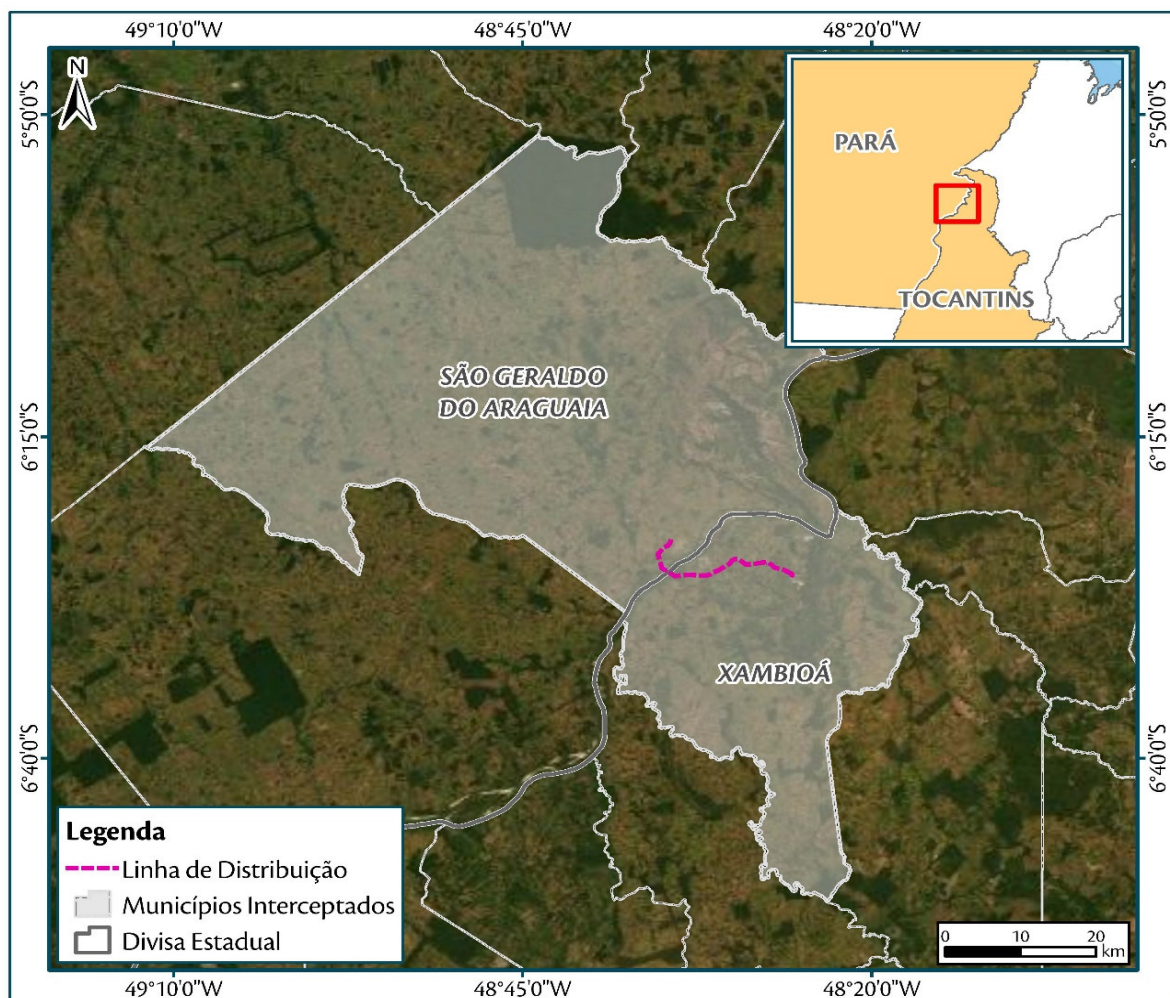 49°10'0"W
48°45'0"W
48°20'0"W
N
5°50'0"S
5°50'0"S
PARÁ
TOCANTINS
SÃO GERALDO
DO ARAGUAIA
6°15'0"S
6°15'0"S
XAMBIOÁ
6°40'0"S
6°40'0"S
Legenda
Linha de Distribuição
Municípios Interceptados
Divisa Estadual
0 10 20
km
49°10'0"W
48°45'0"W
48°20'0"W